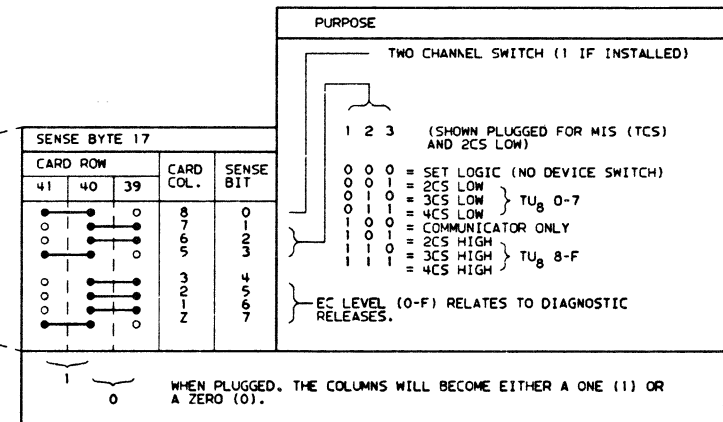 PURPOSE
TWO CHANNEL SWITCH (1 IF INSTALLED)
1 2 3 (SHOWN PLUGGED FOR MIS (TCS)
AND 2CS LOW)
SENSE BYTE 17
CARD ROW
41 40 39
CARD COL.
SENSE BIT
8 0
7 1
6 2
5 3
3 4
2 5
1 6
Z 7
0 0 0 = SET LOGIC (NO DEVICE SWITCH)
0 0 1 = 2CS LOW
0 1 0 = 3CS LOW TU8 0-7
0 1 1 = 4CS LOW
1 0 0 = COMMUNICATOR ONLY
1 0 1 = 2CS HIGH
1 1 0 = 3CS HIGH TU8 8-F
1 1 1 = 4CS HIGH
EC LEVEL (0-F) RELATES TO DIAGNOSTIC
RELEASES.
1
0
WHEN PLUGGED. THE COLUMNS WILL BECOME EITHER A ONE (1) OR
A ZERO (0).